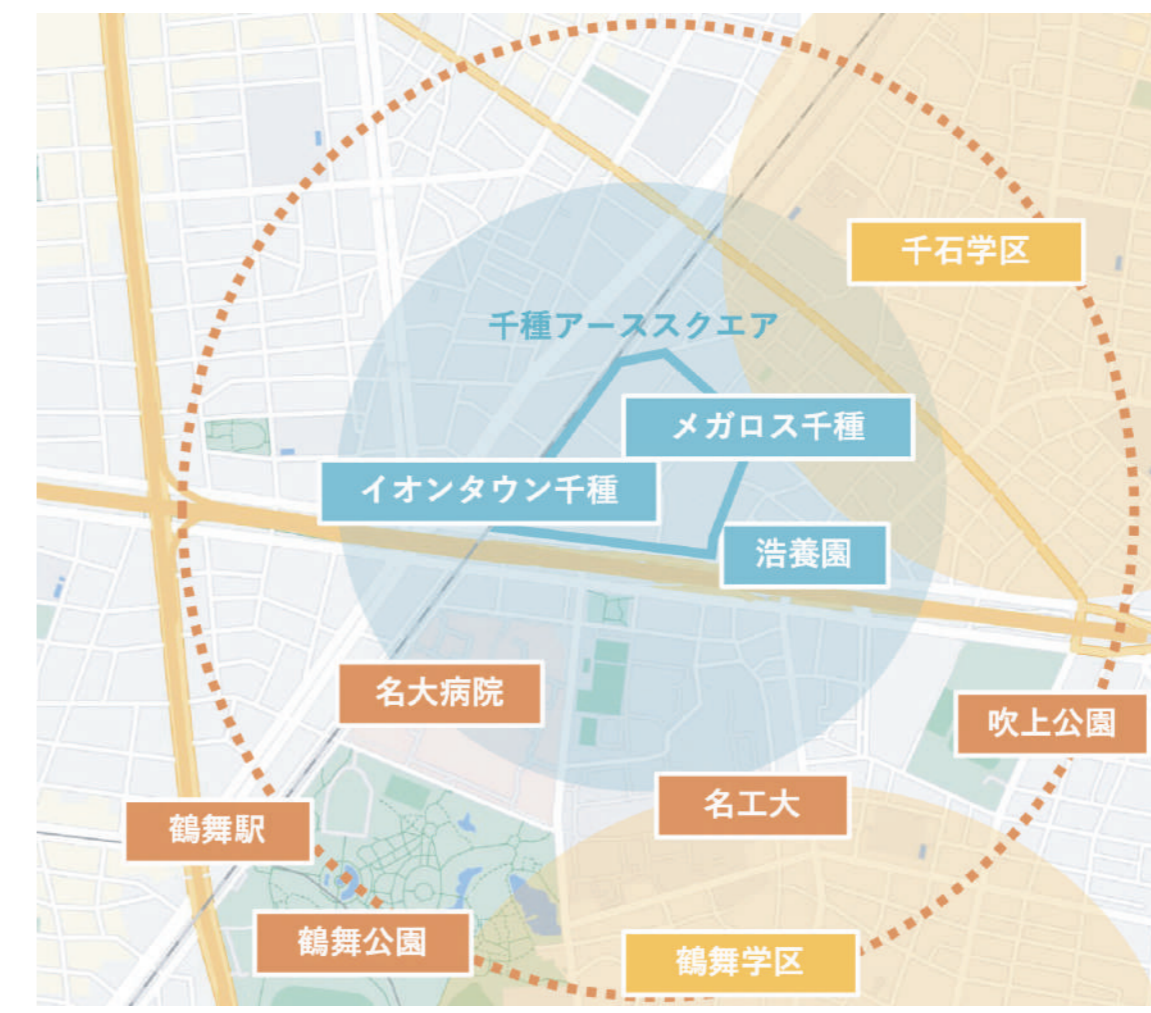 千石学区
千種アーススクエア
メガロス千種
イオンタウン千種
浩養園
名大病院
吹上公園
名工大
鶴舞駅
鶴舞公園
鶴舞学区